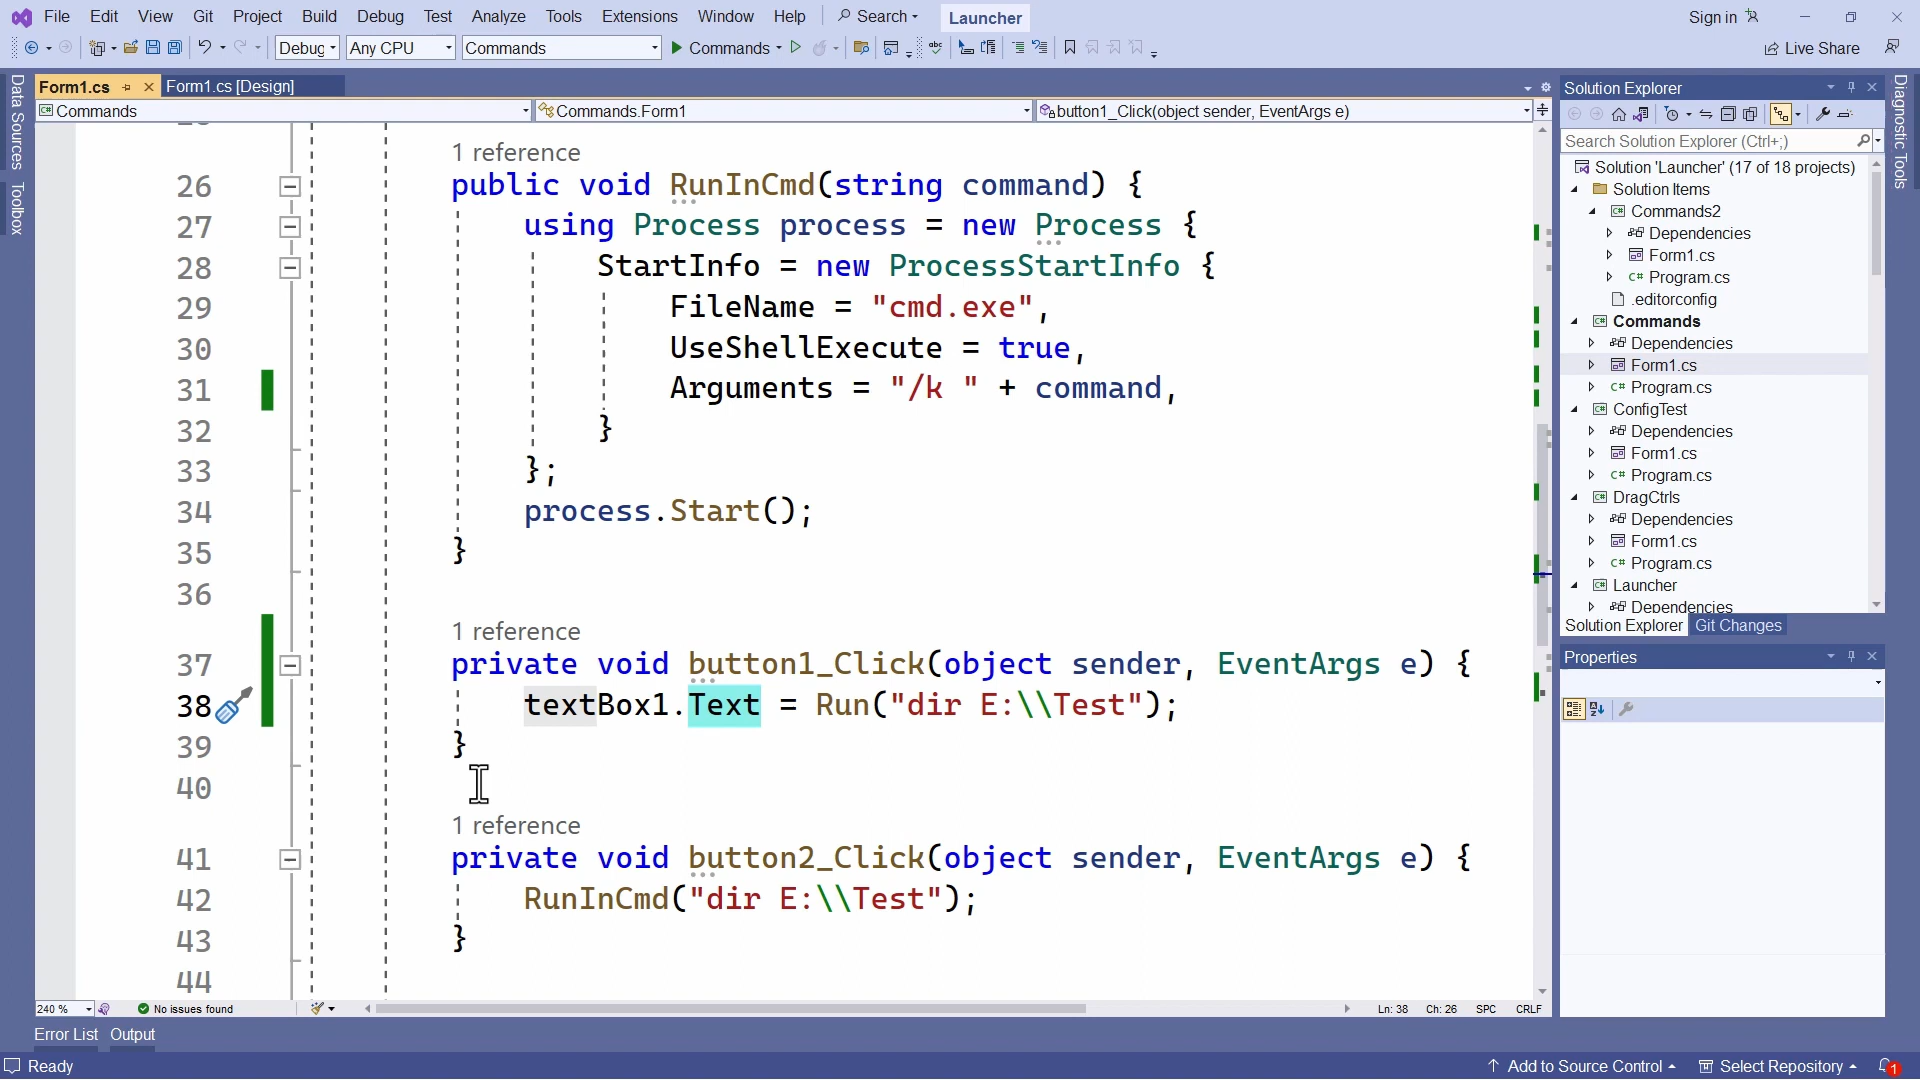 File Edit View Git Project Build Debug Test Analyze Tools Extensions Window Help Search Launcher Sign in
Debug Any CPU Commands Commands Live Share
Form1.cs Form1.cs [Design]
Commands Commands.Form1 button1_Click(object sender, EventArgs e)
Data Sources
Toolbox
1 reference
26 public void RunInCmd(string command) {
27 using Process process = new Process {
28 StartInfo = new ProcessStartInfo {
29 FileName = "cmd.exe",
30 UseShellExecute = true,
31 Arguments = "/k " + command,
32 }
33 };
34 process.Start();
35 }
36
1 reference
37 private void button1_Click(object sender, EventArgs e) {
38 textBox1.Text = Run("dir E:\\Test");
39 }
40
1 reference
41 private void button2_Click(object sender, EventArgs e) {
42 RunInCmd("dir E:\\Test");
43 }
44
240 % No issues found Ln: 38 Ch: 26 SPC CRLF
Error List Output
Ready Add to Source Control Select Repository 1
Solution Explorer
Search Solution Explorer (Ctrl+;)
Solution 'Launcher' (17 of 18 projects)
Solution Items
Commands2
Dependencies
Form1.cs
Program.cs
.editorconfig
Commands
Dependencies
Form1.cs
Program.cs
ConfigTest
Dependencies
Form1.cs
Program.cs
DragCtrls
Dependencies
Form1.cs
Program.cs
Launcher
Dependencies
Solution Explorer Git Changes
Properties
Diagnostic Tools